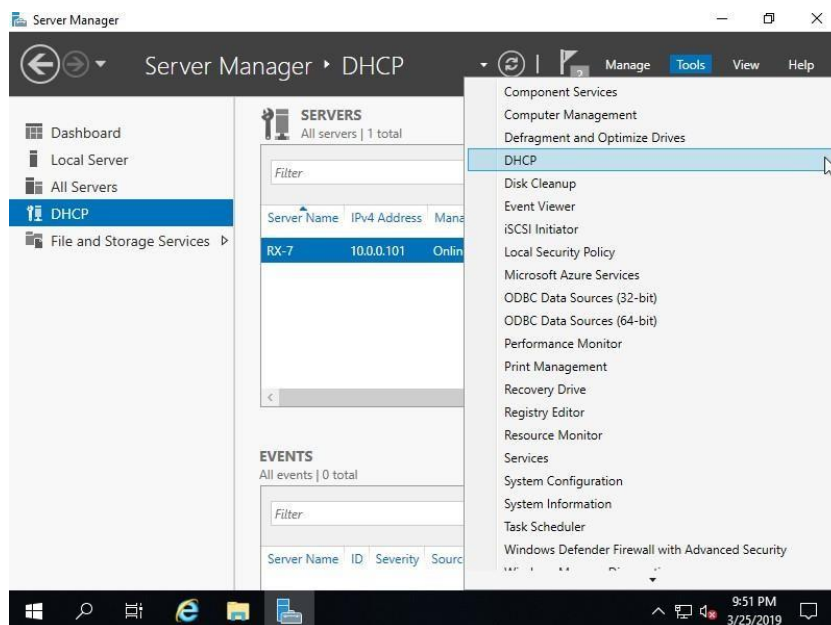 Server Manager
Server Manager • DHCP
Manage Tools View Help
Dashboard
Local Server
All Servers
DHCP
File and Storage Services
SERVERS
All servers | 1 total
Filter
Server Name IPv4 Address Mana
RX-7 10.0.0.101 Onlin
EVENTS
All events | 0 total
Filter
Server Name ID Severity Sourc
Component Services
Computer Management
Defragment and Optimize Drives
DHCP
Disk Cleanup
Event Viewer
iSCSI Initiator
Local Security Policy
Microsoft Azure Services
ODBC Data Sources (32-bit)
ODBC Data Sources (64-bit)
Performance Monitor
Print Management
Recovery Drive
Registry Editor
Resource Monitor
Services
System Configuration
System Information
Task Scheduler
Windows Defender Firewall with Advanced Security
9:51 PM
3/25/2019